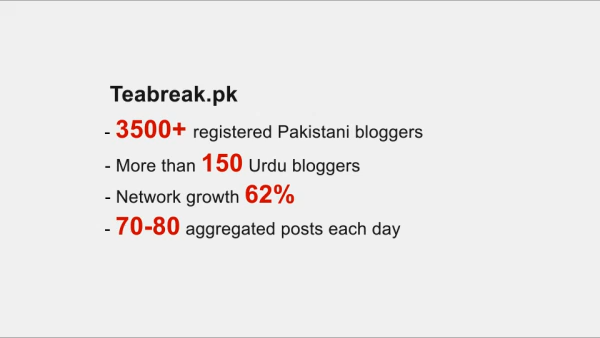 Teabreak.pk
- 3500+ registered Pakistani bloggers
- More than 150 Urdu bloggers
- Network growth 62%
- 70-80 aggregated posts each day